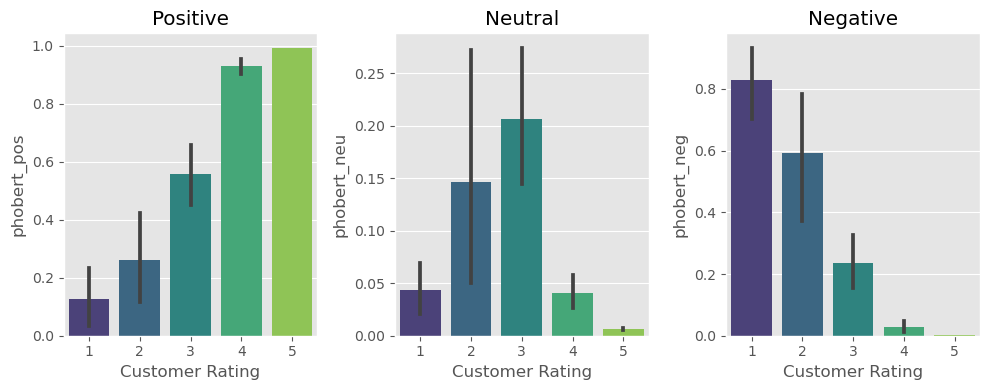 Positive
1.0
0.8
0.6
0.4
0.2
0.0
phobert_pos
1 2 3 4 5
Customer Rating
Neutral
0.25
0.20
0.15
0.10
0.05
0.00
phobert_neu
1 2 3 4 5
Customer Rating
Negative
0.8
0.6
0.4
0.2
0.0
phobert_neg
1 2 3 4 5
Customer Rating